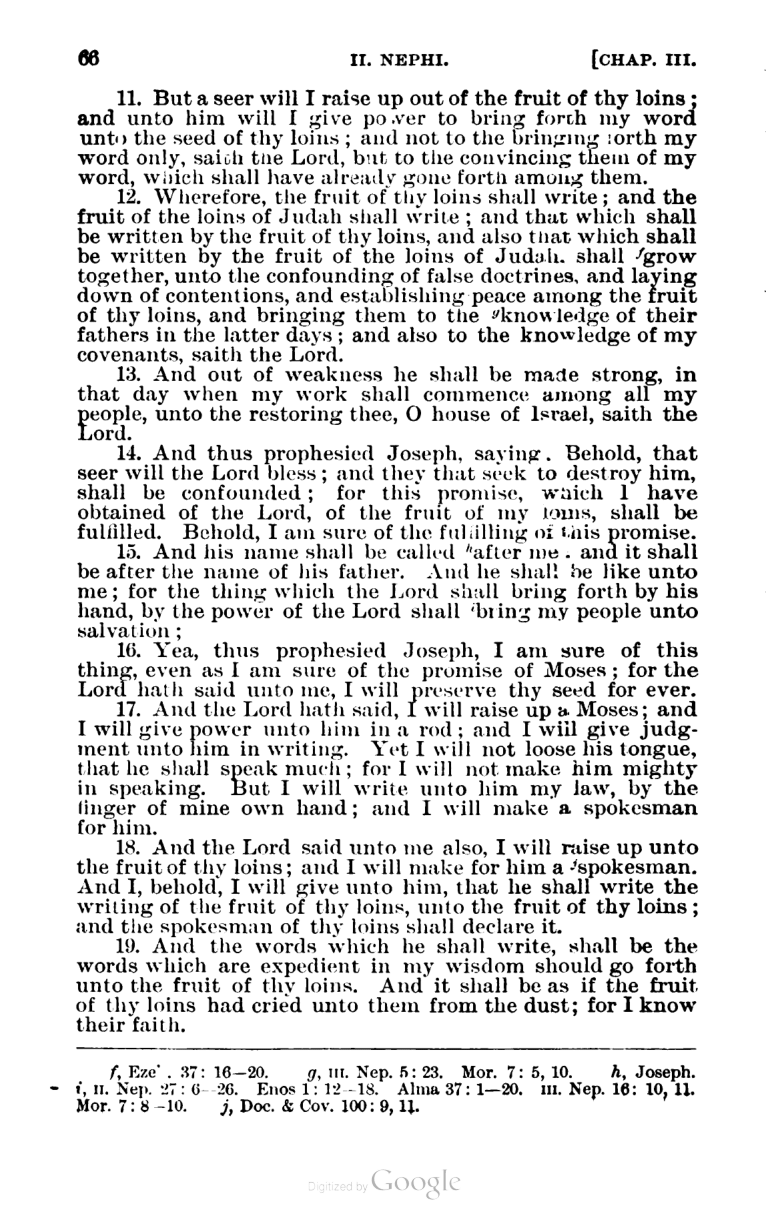 66 II. NEPHI. [CHAP. III.
11. But a seer will I raise up out of the fruit of thy loins;
and unto him will I give power to bring forth my word
unto the seed of thy loins; and not to the bringing forth my
word only, saith the Lord, but to the convincing them of my
word, which shall have already gone forth among them.
12. Wherefore, the fruit of thy loins shall write; and the
fruit of the loins of Judah shall write; and that which shall
be written by the fruit of thy loins, and also that which shall
be written by the fruit of the loins of Judah, shall fgrow
together, unto the confounding of false doctrines, and laying
down of contentions, and establishing peace among the fruit
of thy loins, and bringing them to the gknowledge of their
fathers in the latter days; and also to the knowledge of my
covenants, saith the Lord.
13. And out of weakness he shall be made strong, in
that day when my work shall commence among all my
people, unto the restoring thee, O house of Israel, saith the
Lord.
14. And thus prophesied Joseph, saying. Behold, that
seer will the Lord bless; and they that seek to destroy him,
shall be confounded; for this promise, which I have
obtained of the Lord, of the fruit of my loins, shall be
fulfilled. Behold, I am sure of the fulfilling of this promise.
15. And his name shall be called hafter me. and it shall
be after the name of his father. And he shall be like unto
me; for the thing which the Lord shall bring forth by his
hand, by the power of the Lord shall ibring my people unto
salvation;
16. Yea, thus prophesied Joseph, I am sure of this
thing, even as I am sure of the promise of Moses; for the
Lord hath said unto me, I will preserve thy seed for ever.
17. And the Lord hath said, I will raise up a Moses; and
I will give power unto him in a rod; and I will give judg-
ment unto him in writing. Yet I will not loose his tongue,
that he shall speak much; for I will not make him mighty
in speaking. But I will write unto him my law, by the
finger of mine own hand; and I will make a spokesman
for him.
18. And the Lord said unto me also, I will raise up unto
the fruit of thy loins; and I will make for him a jspokesman.
And I, behold, I will give unto him, that he shall write the
writing of the fruit of thy loins, unto the fruit of thy loins;
and the spokesman of thy loins shall declare it.
19. And the words which he shall write, shall be the
words which are expedient in my wisdom should go forth
unto the fruit of thy loins. And it shall be as if the fruit
of thy loins had cried unto them from the dust; for I know
their faith.
f, Eze . 37: 16—20. g, III. Nep. 5: 23. Mor. 7: 5, 10. h, Joseph.
i, II. Nep. 27: 6—26. Enos 1: 12—18. Alma 37: 1—20. III. Nep. 16: 10, 11.
Mor. 7: 8—10. j, Doc. & Cov. 100: 9, 11.
Digitized by Google